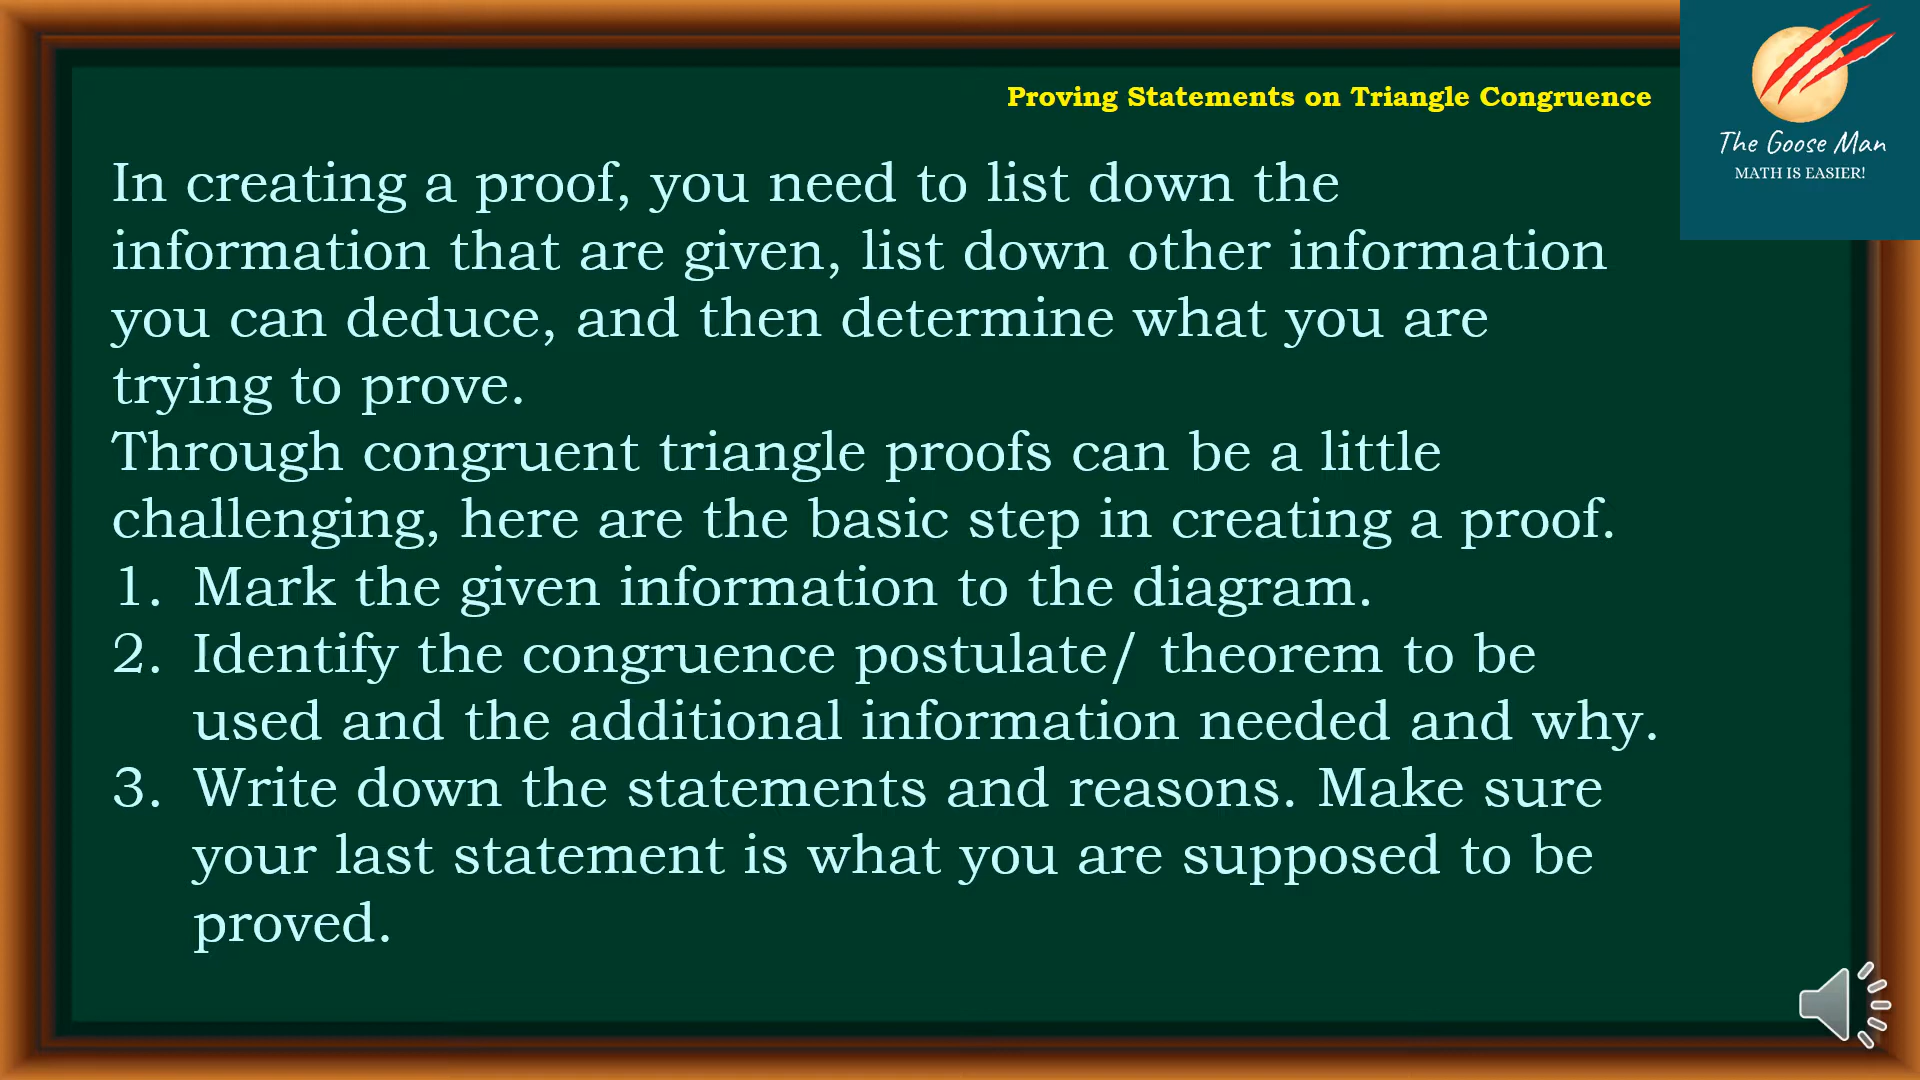 Proving Statements on Triangle Congruence
The Goose Man
MATH IS EASIER!
In creating a proof, you need to list down the
information that are given, list down other information
you can deduce, and then determine what you are
trying to prove.
Through congruent triangle proofs can be a little
challenging, here are the basic step in creating a proof.
1. Mark the given information to the diagram.
2. Identify the congruence postulate/ theorem to be
used and the additional information needed and why.
3. Write down the statements and reasons. Make sure
your last statement is what you are supposed to be
proved.